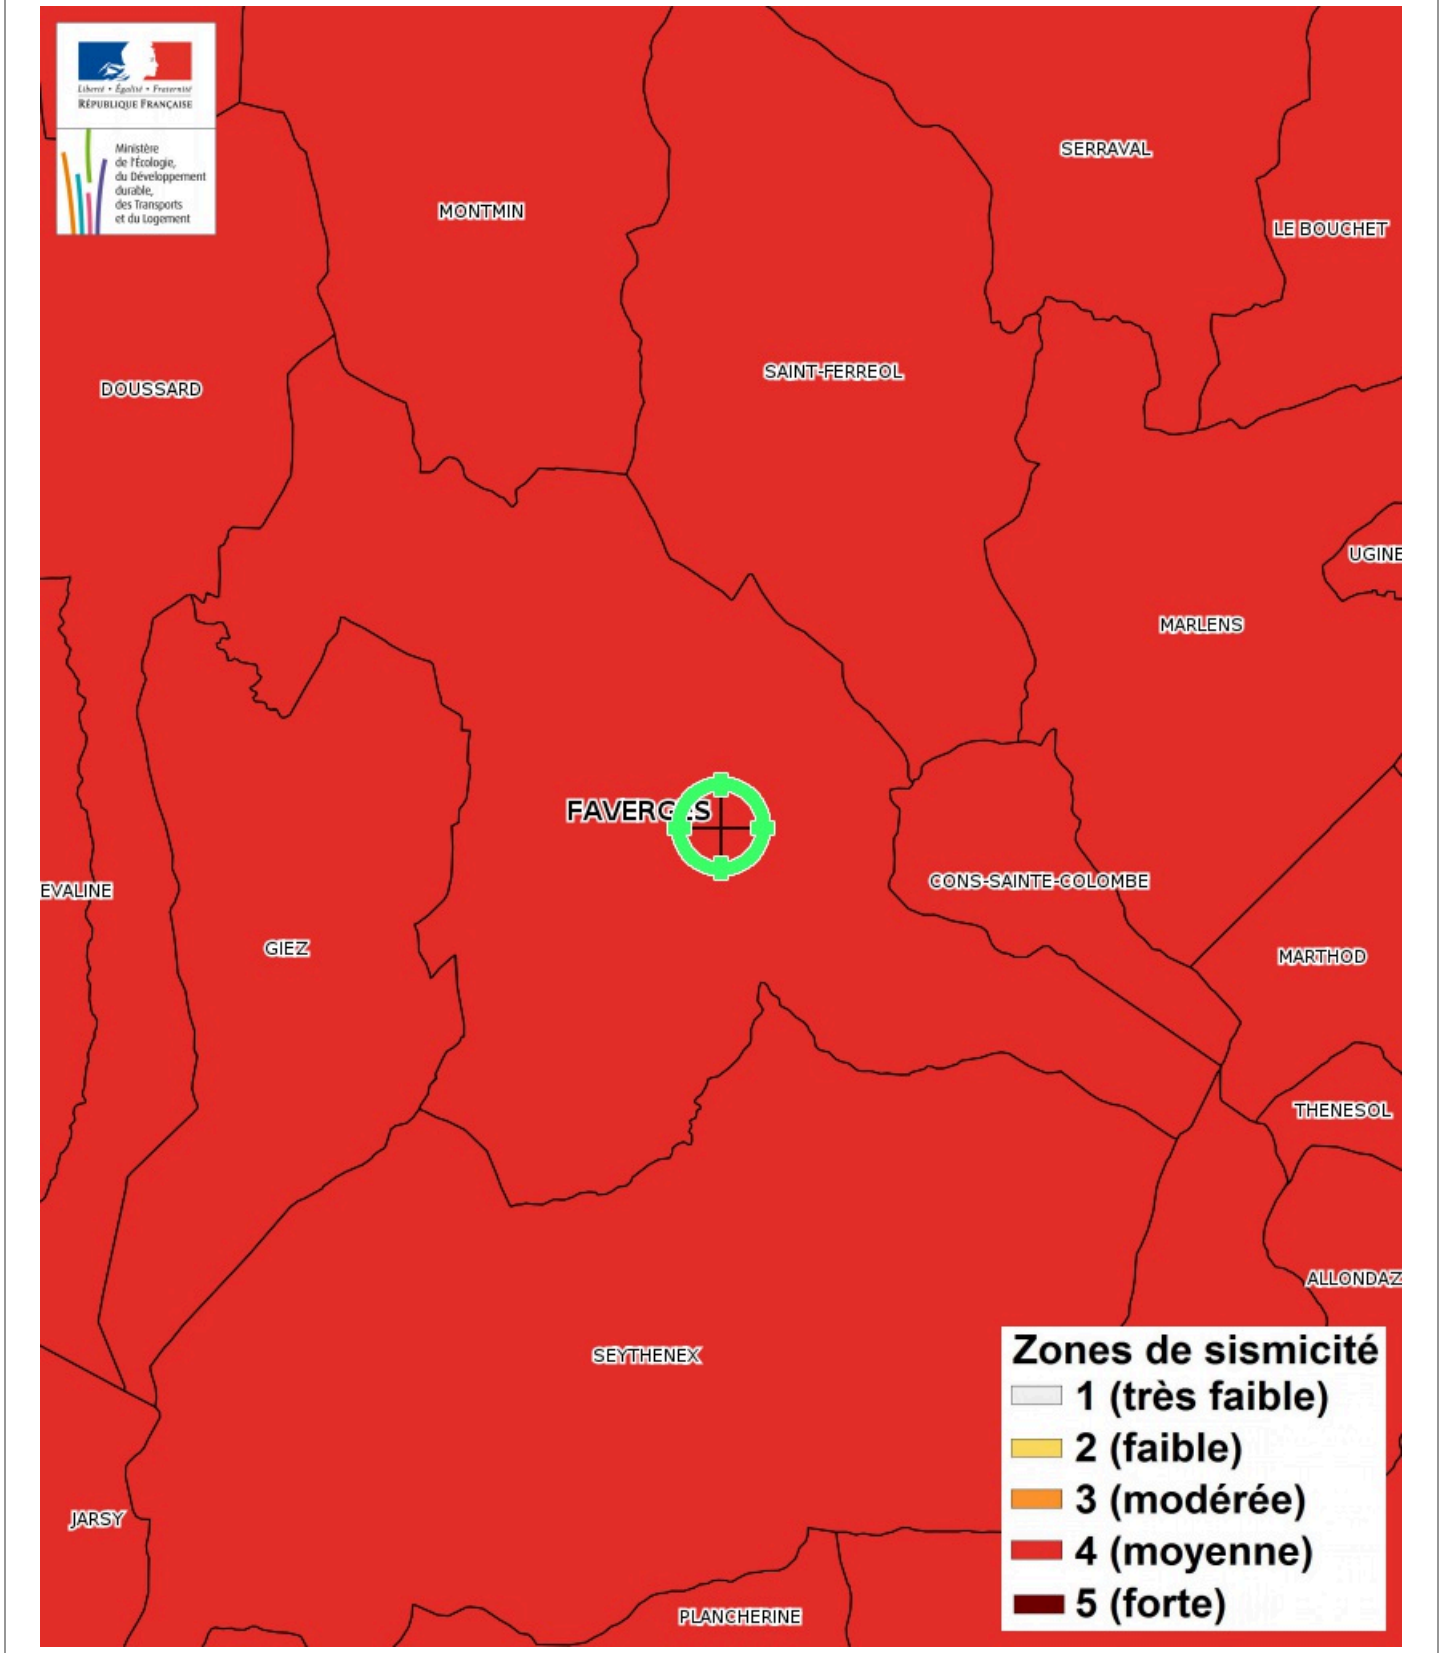 Liberté • Égalité • Fraternité
RÉPUBLIQUE FRANÇAISE
Ministère
de l'Écologie,
du Développement
durable,
des Transports
et du Logement
SERRAVAL
MONTMIN
LE BOUCHET
SAINT-FERREOL
DOUSSARD
UGINE
MARLENS
FAVERGES
CONS-SAINTE-COLOMBE
EVALINE
GIEZ
MARTHOD
THENESOL
ALLONDAZ
SEYTHENEX
JARSY
PLANCHERINE
Zones de sismicité
1 (très faible)
2 (faible)
3 (modérée)
4 (moyenne)
5 (forte)